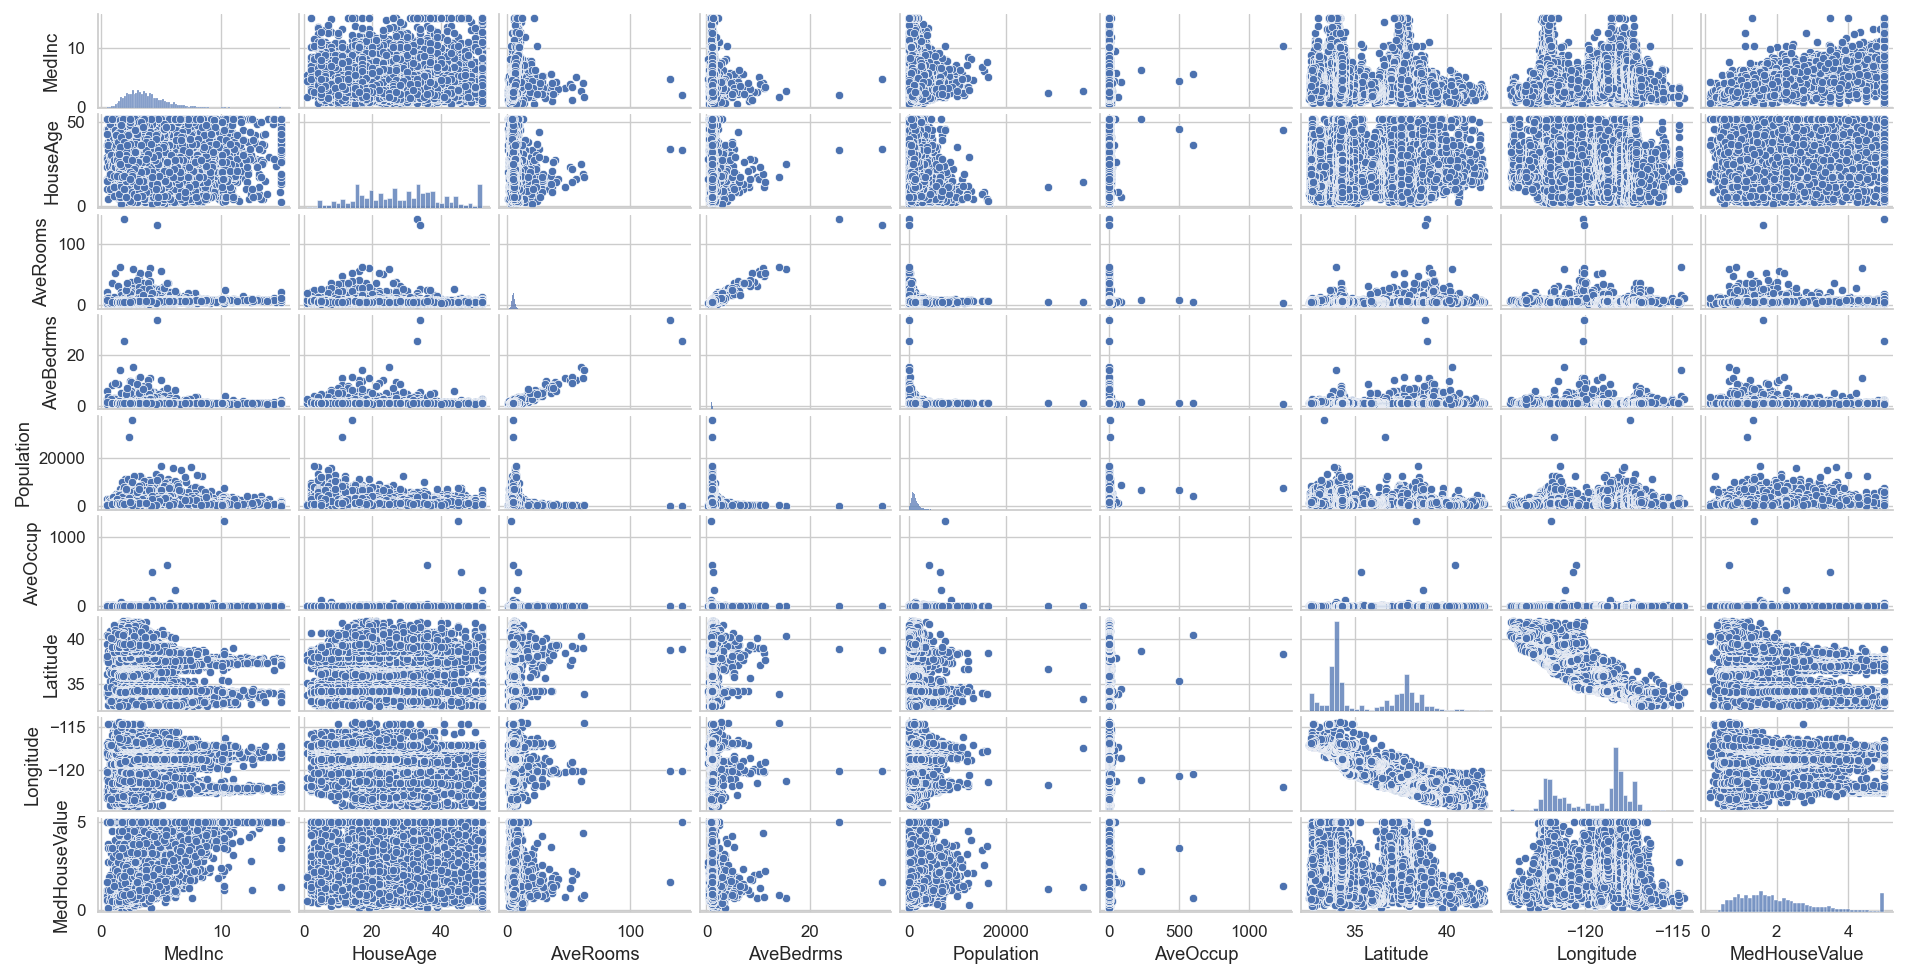 MedInc
10
0
HouseAge
50
0
AveRooms
100
0
AveBedrms
20
0
Population
20000
0
AveOccup
1000
0
Latitude
40
35
Longitude
−115
−120
MedHouseValue
5
0
0 10 0 20 40 0 100 0 20 0 20000 0 500 1000 35 40 −120 −115 0 2 4
MedInc HouseAge AveRooms AveBedrms Population AveOccup Latitude Longitude MedHouseValue